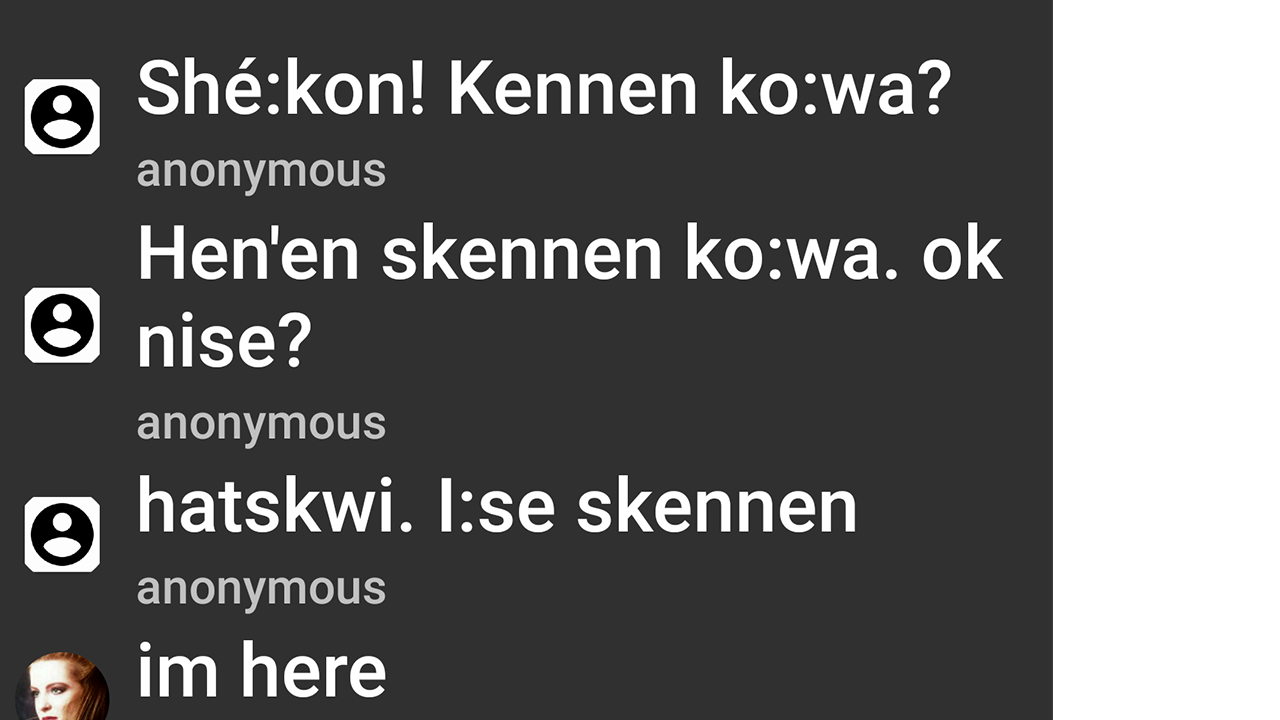 Shé:kon! Kennen ko:wa?
anonymous
Hen'en skennen ko:wa. ok
nise?
anonymous
hatskwi. I:se skennen
anonymous
im here